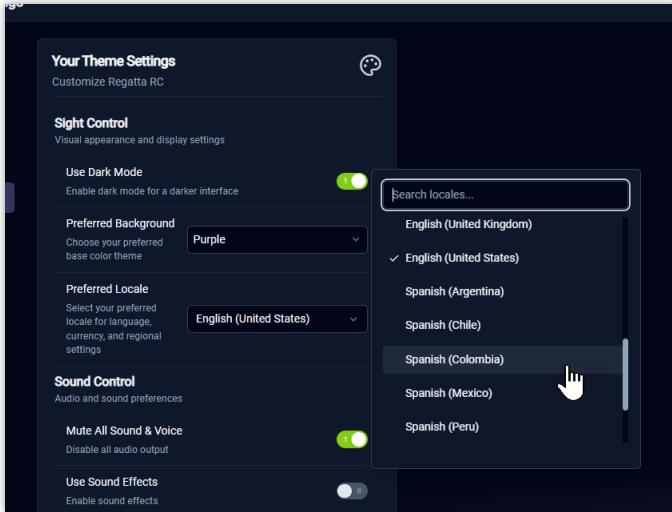 Your Theme Settings
Customize Regatta RC
Sight Control
Visual appearance and display settings
Use Dark Mode
Enable dark mode for a darker interface
1
Preferred Background
Choose your preferred
base color theme
Purple
Preferred Locale
Select your preferred
locale for language,
currency, and regional
settings
English (United States)
Sound Control
Audio and sound preferences
Mute All Sound & Voice
Disable all audio output
1
Use Sound Effects
Enable sound effects
0
Search locales...
English (United Kingdom)
English (United States)
Spanish (Argentina)
Spanish (Chile)
Spanish (Colombia)
Spanish (Mexico)
Spanish (Peru)